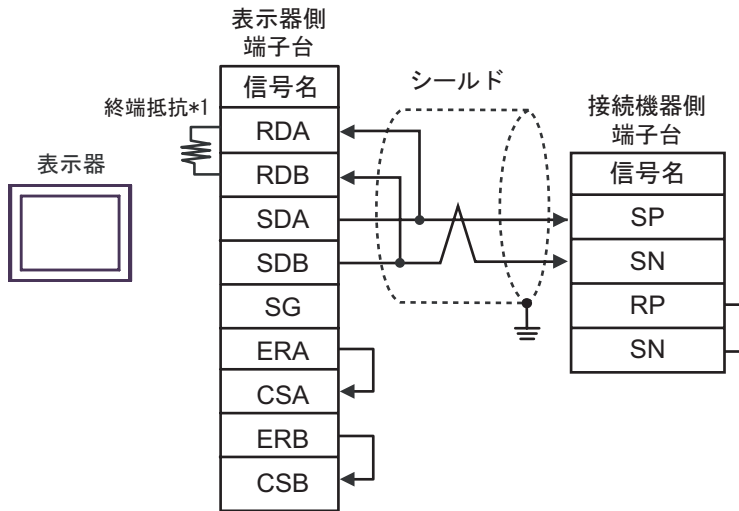 表示器側
端子台
信号名
RDA
RDB
SDA
SDB
SG
ERA
CSA
ERB
CSB
終端抵抗*1
表示器
シールド
接続機器側
端子台
信号名
SP
SN
RP
SN